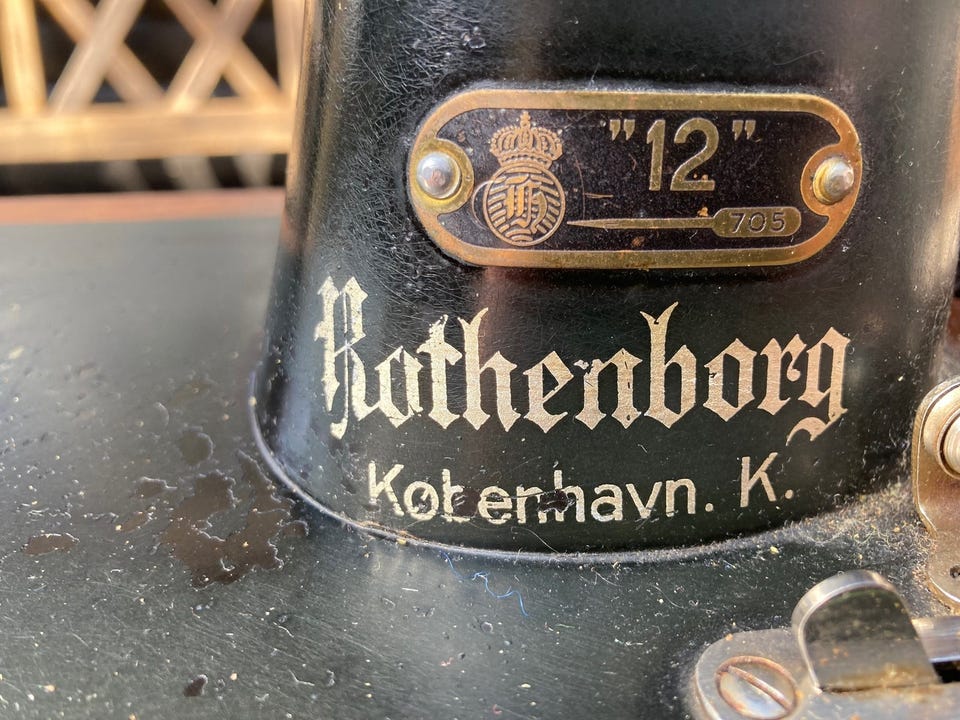 "12"
705
Rothenborg
København. K.